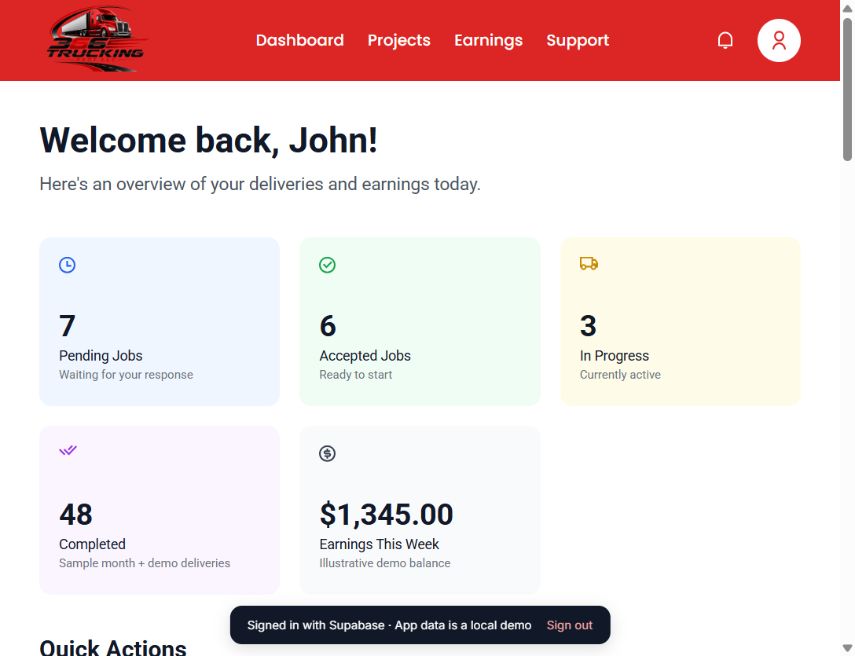 366
TRUCKING
Dashboard Projects Earnings Support
Welcome back, John!
Here's an overview of your deliveries and earnings today.
7
Pending Jobs
Waiting for your response
6
Accepted Jobs
Ready to start
3
In Progress
Currently active
48
Completed
Sample month + demo deliveries
$1,345.00
Earnings This Week
Illustrative demo balance
Signed in with Supabase · App data is a local demo Sign out
Quick Actions